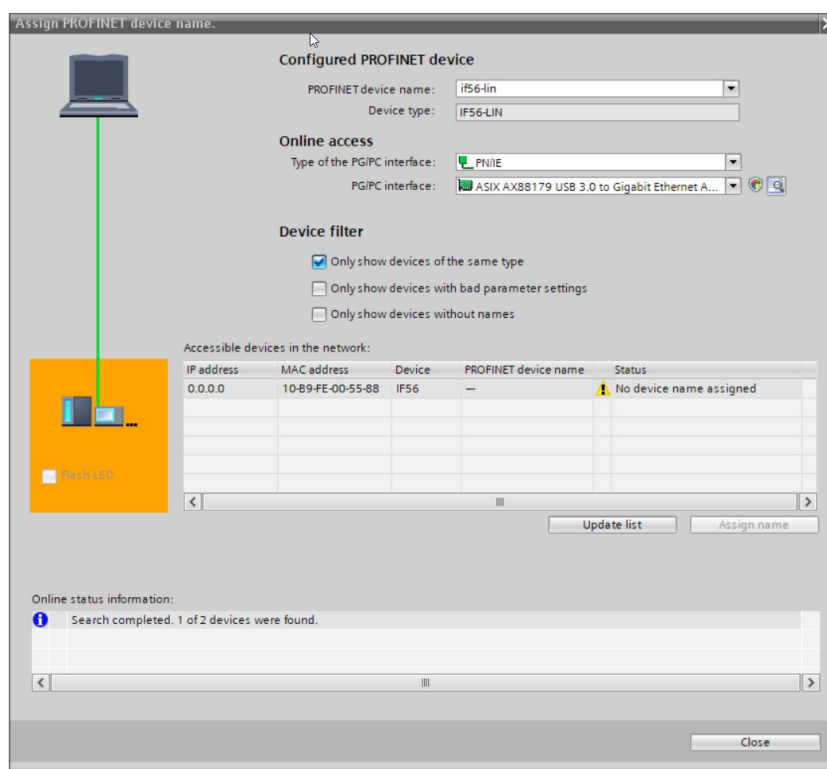 Assign PROFINET device name.
Configured PROFINET device
PROFINET device name: if56-lin
Device type: IF56-LIN
Online access
Type of the PG/PC interface: PN/IE
PG/PC interface: ASIX AX88179 USB 3.0 to Gigabit Ethernet A...
Device filter
Only show devices of the same type
Only show devices with bad parameter settings
Only show devices without names
Accessible devices in the network:
IP address MAC address Device PROFINET device name Status
0.0.0.0 10-B9-FE-00-55-88 IF56 — No device name assigned
Flash LED
Update list Assign name
Online status information:
Search completed. 1 of 2 devices were found.
Close